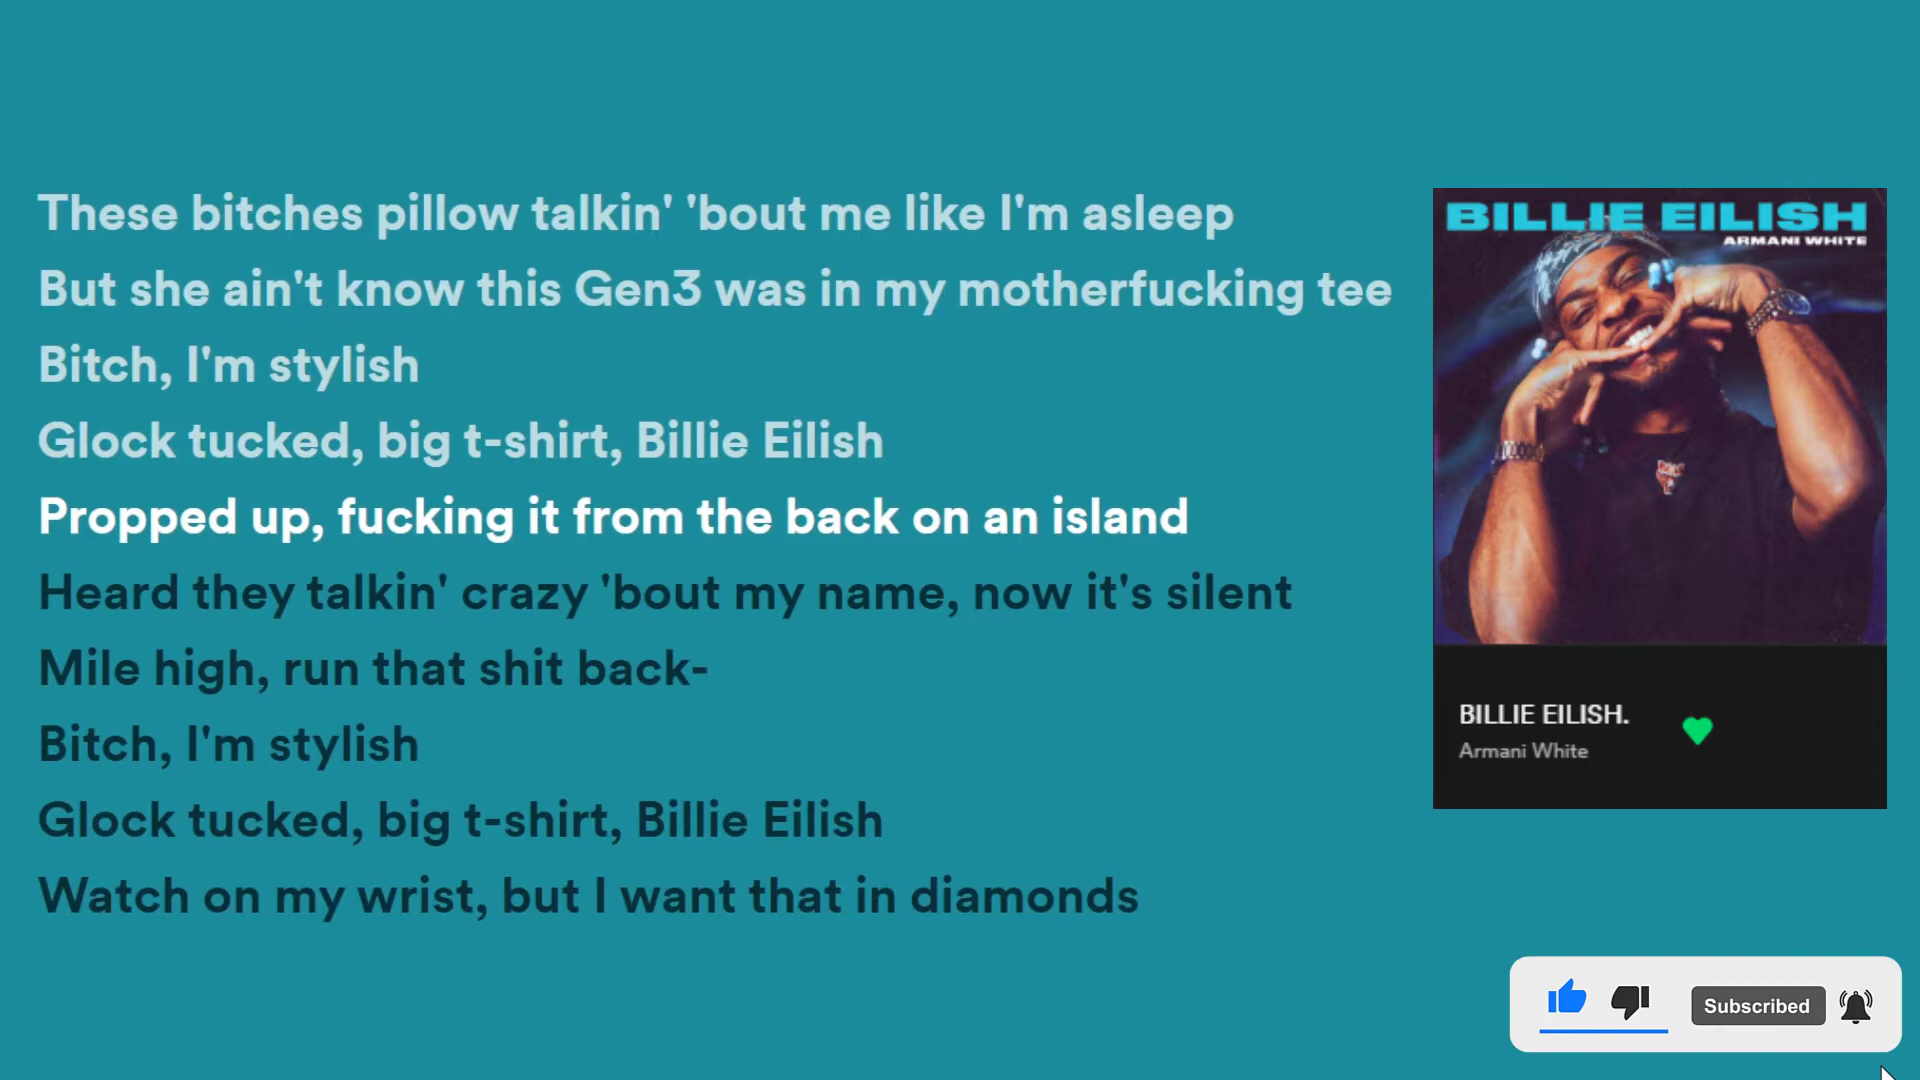 These bitches pillow talkin' 'bout me like I'm asleep
But she ain't know this Gen3 was in my motherfucking tee
Bitch, I'm stylish
Glock tucked, big t-shirt, Billie Eilish
Propped up, fucking it from the back on an island
Heard they talkin' crazy 'bout my name, now it's silent
Mile high, run that shit back-
Bitch, I'm stylish
Glock tucked, big t-shirt, Billie Eilish
Watch on my wrist, but I want that in diamonds
BILLIE EILISH
ARMANI WHITE
BILLIE EILISH.
Armani White
Subscribed